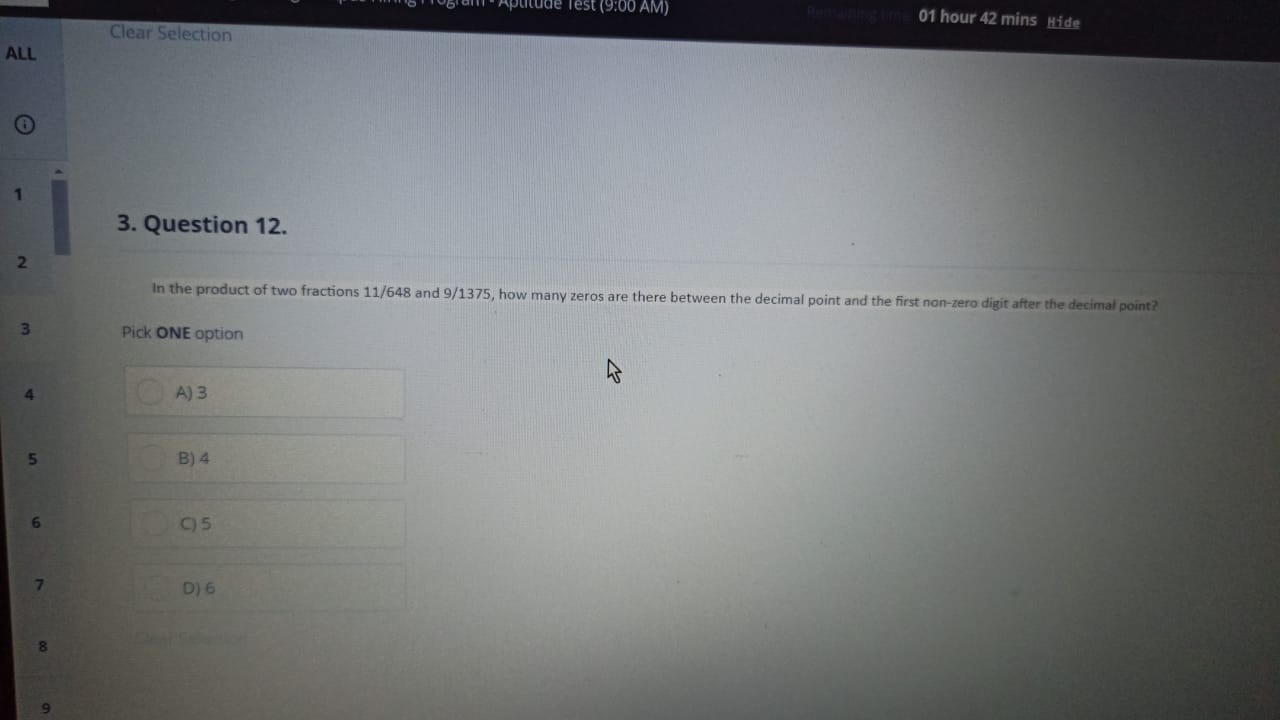 Aptitude Test (9:00 AM)
Remaining time 01 hour 42 mins Hide
Clear Selection
ALL
1
2
3
4
5
6
7
8
9
3. Question 12.
In the product of two fractions 11/648 and 9/1375, how many zeros are there between the decimal point and the first non-zero digit after the decimal point?
Pick ONE option
A) 3
B) 4
C) 5
D) 6
Clear Selection